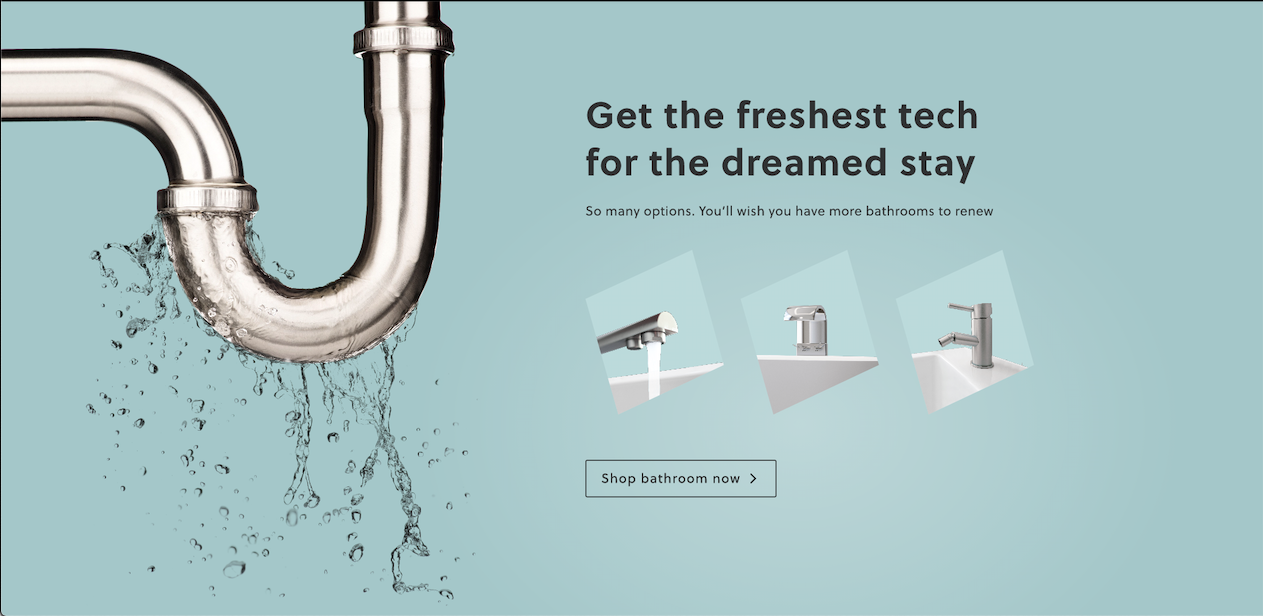 Get the freshest tech
for the dreamed stay
So many options. You'll wish you have more bathrooms to renew
Shop bathroom now